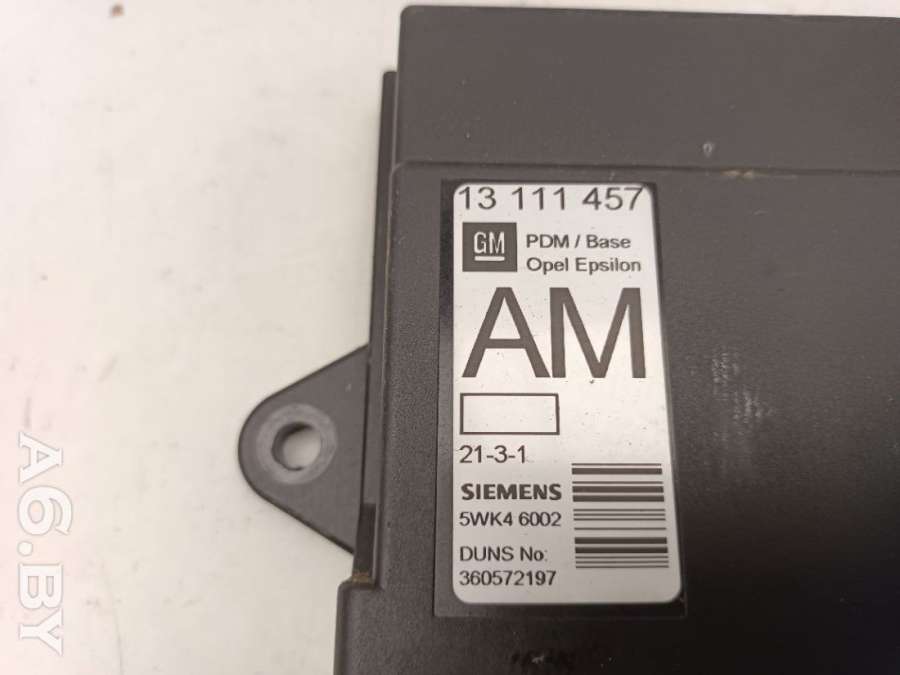 13 111 457
GM
PDM / Base
Opel Epsilon
AM
21-3-1
SIEMENS
5WK4 6002
DUNS No:
360572197
A6.BY